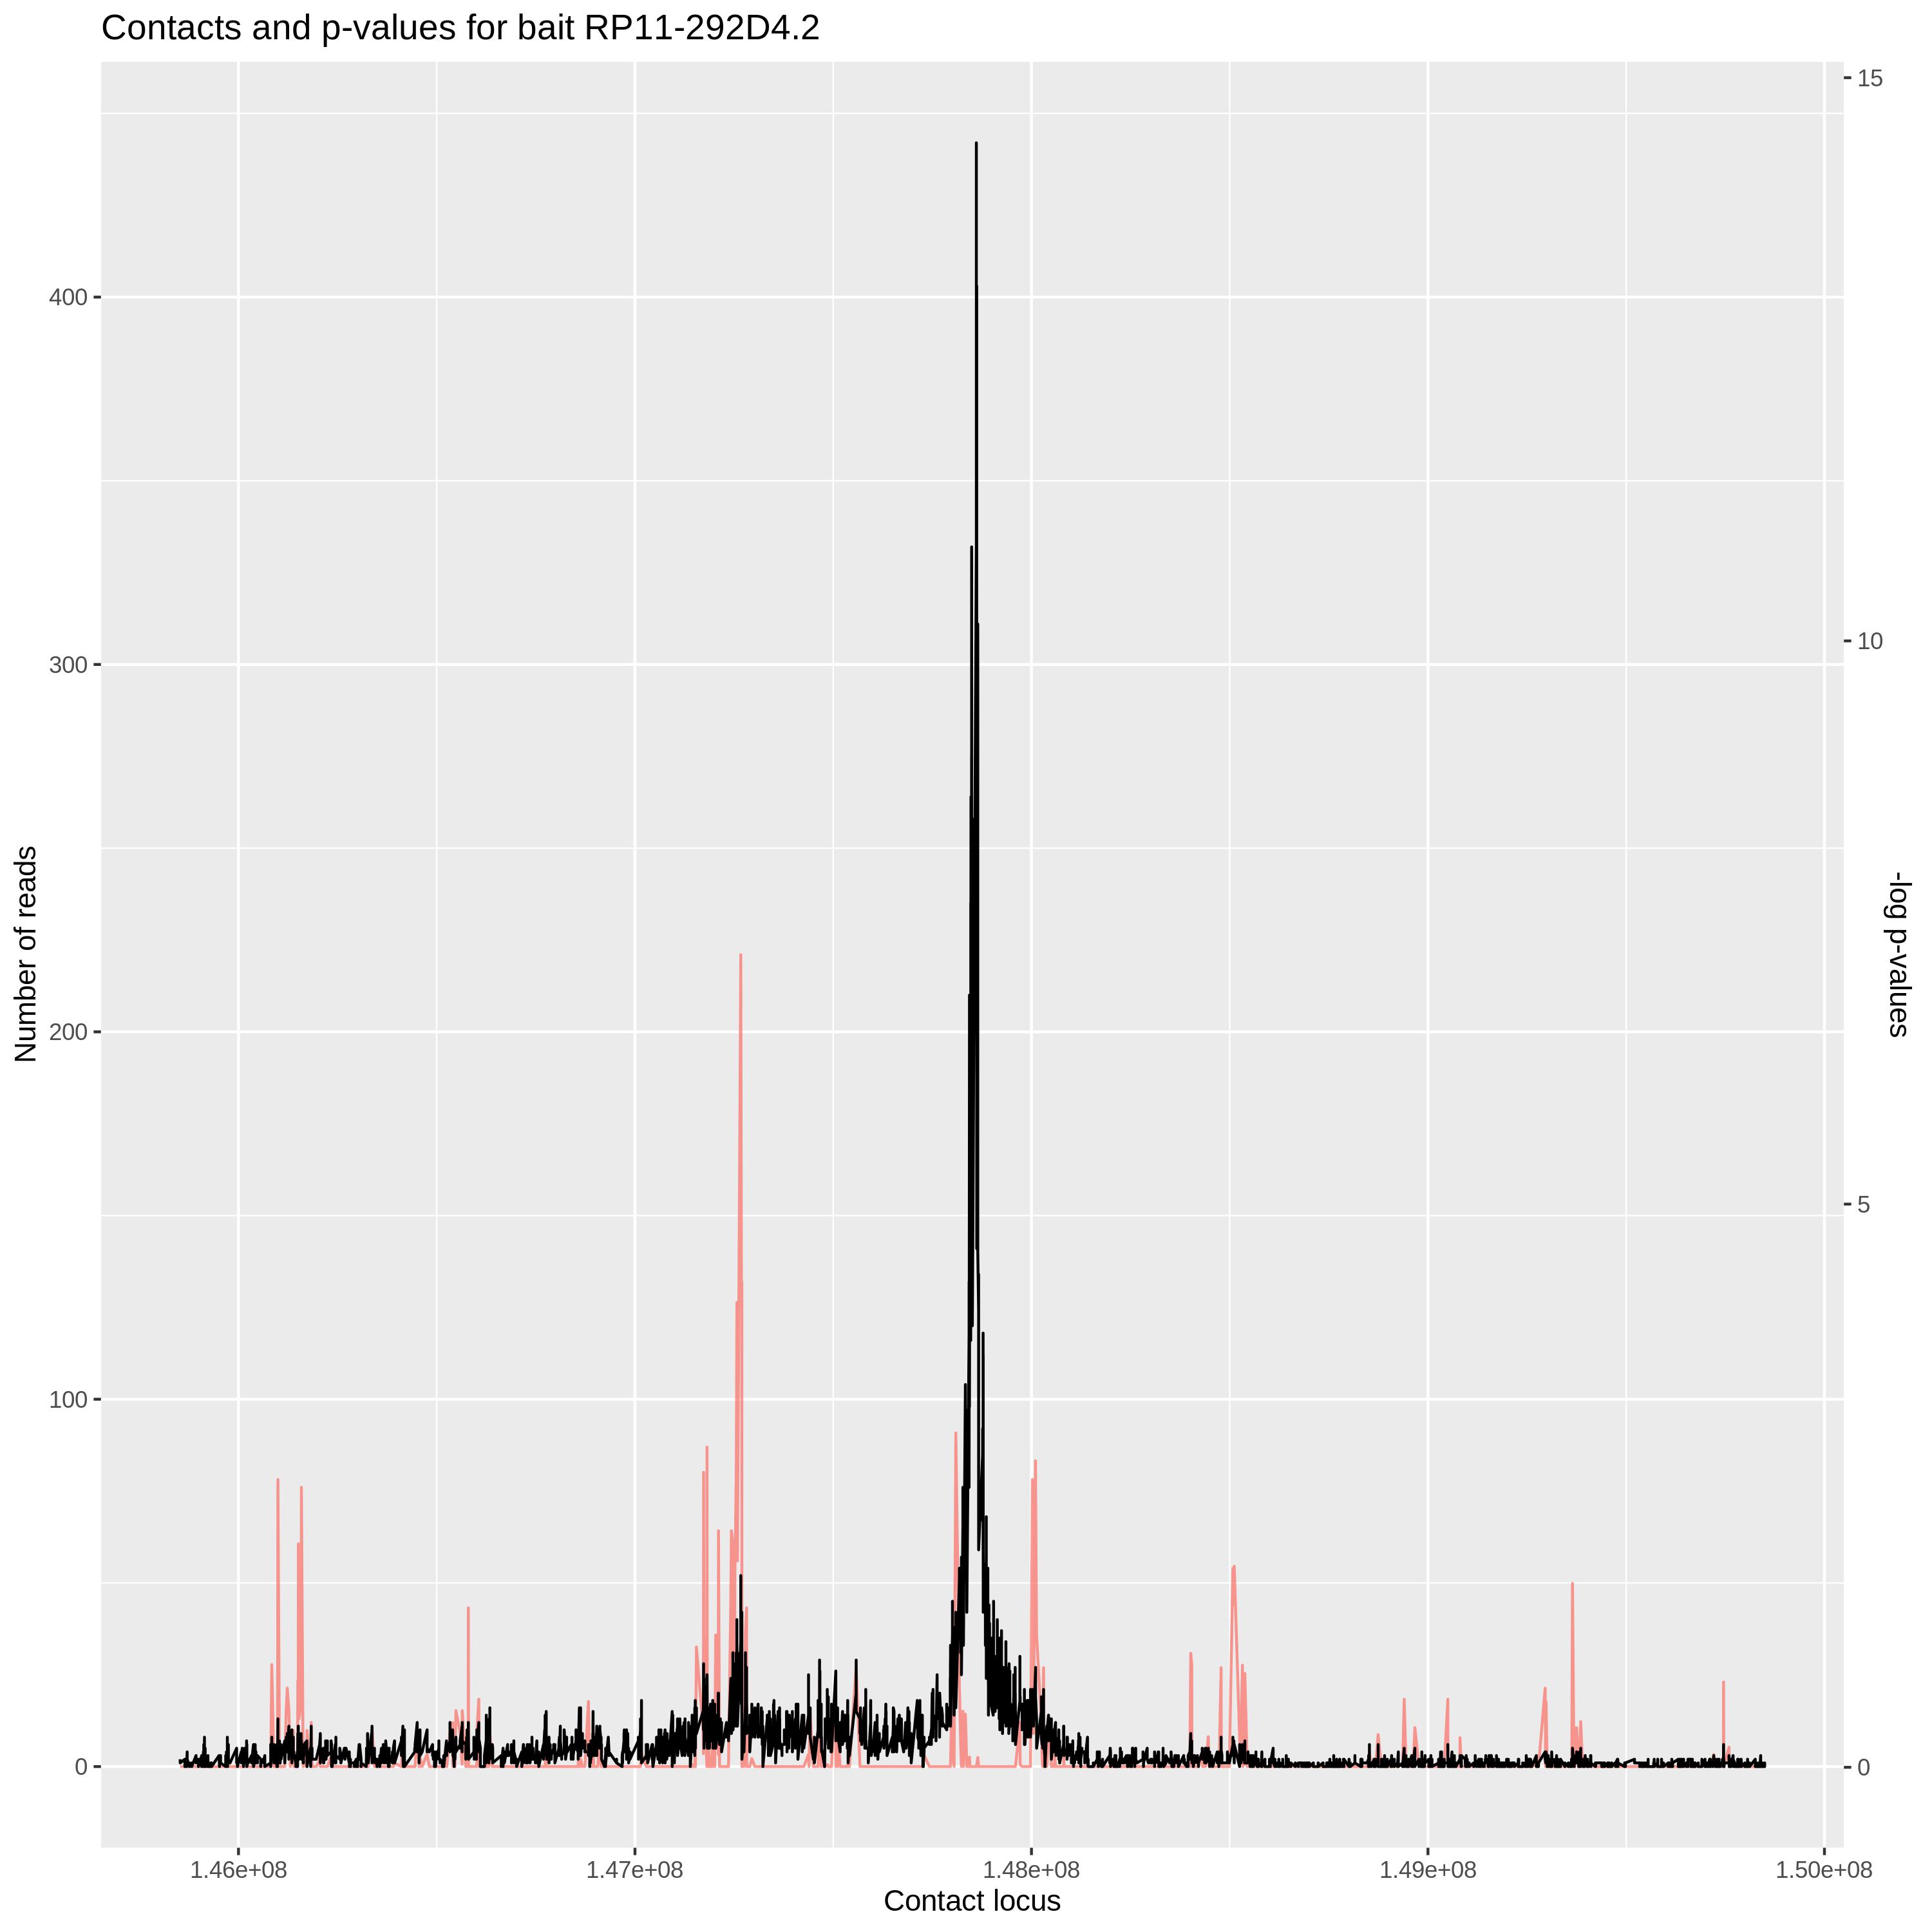 Contacts and p-values for bait RP11-292D4.2
Number of reads
400
300
200
100
0
15
10
5
0
-log p-values
1.46e+08
1.47e+08
1.48e+08
1.49e+08
1.50e+08
Contact locus